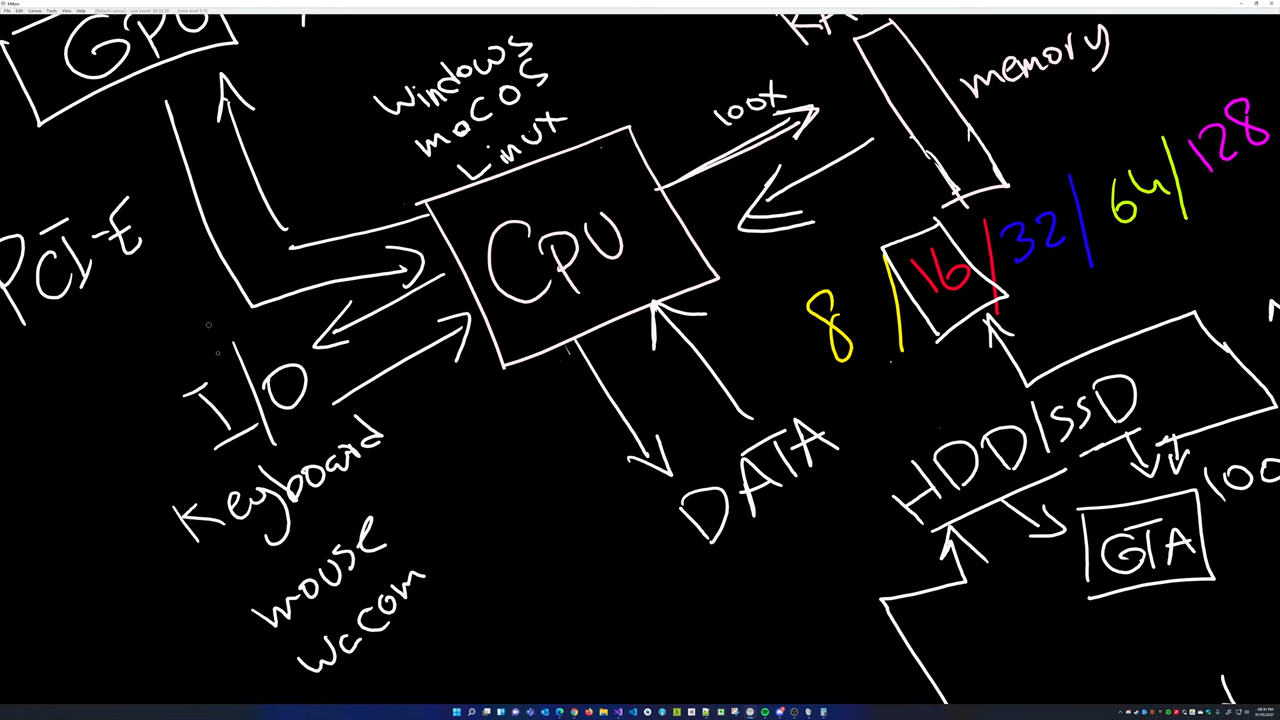 GPU
Windows
macOS
Linux
100x
memory
PCI-E
CPU
8/16/32/64/128
I/O
Keyboard
mouse
wacom
DATA
HDD/SSD
100
GTA